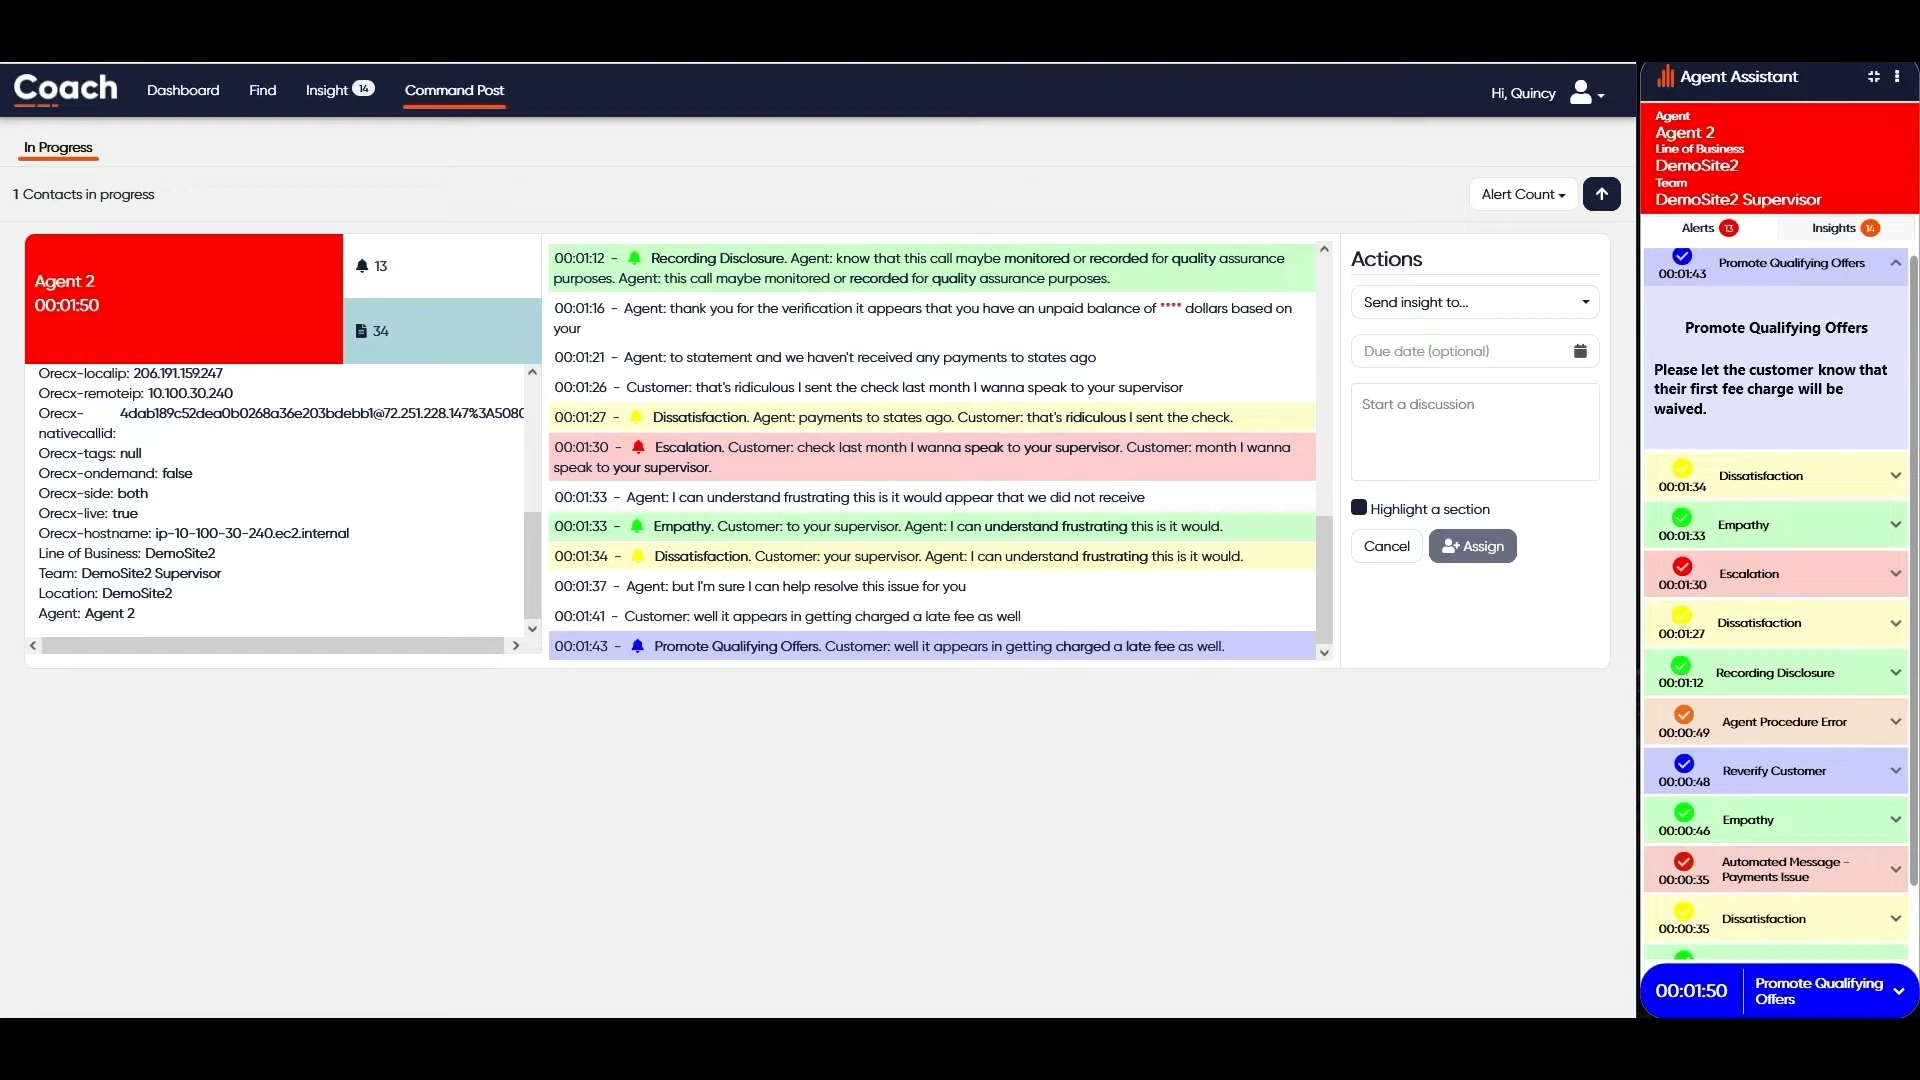 Coach
Dashboard
Find
Insight 14
Command Post
Hi, Quincy
In Progress
1 Contacts in progress
Alert Count
Agent 2
00:01:50
13
34
Orecx-localip: 206.191.159.247
Orecx-remoteip: 10.100.30.240
Orecx- 4dab189c52dea0b0268a36e203bdebb1@72.251.228.147%3A5080
nativecallid:
Orecx-tags: null
Orecx-ondemand: false
Orecx-side: both
Orecx-live: true
Orecx-hostname: ip-10-100-30-240.ec2.internal
Line of Business: DemoSite2
Team: DemoSite2 Supervisor
Location: DemoSite2
Agent: Agent 2
00:01:12 - Recording Disclosure. Agent: know that this call maybe monitored or recorded for quality assurance
purposes. Agent: this call maybe monitored or recorded for quality assurance purposes.
00:01:16 - Agent: thank you for the verification it appears that you have an unpaid balance of **** dollars based on
your
00:01:21 - Agent: to statement and we haven't received any payments to states ago
00:01:26 - Customer: that's ridiculous I sent the check last month I wanna speak to your supervisor
00:01:27 - Dissatisfaction. Agent: payments to states ago. Customer: that's ridiculous I sent the check.
00:01:30 - Escalation. Customer: check last month I wanna speak to your supervisor. Customer: month I wanna
speak to your supervisor.
00:01:33 - Agent: I can understand frustrating this is it would appear that we did not receive
00:01:33 - Empathy. Customer: to your supervisor. Agent: I can understand frustrating this is it would.
00:01:34 - Dissatisfaction. Customer: your supervisor. Agent: I can understand frustrating this is it would.
00:01:37 - Agent: but I'm sure I can help resolve this issue for you
00:01:41 - Customer: well it appears in getting charged a late fee as well
00:01:43 - Promote Qualifying Offers. Customer: well it appears in getting charged a late fee as well.
Actions
Send insight to...
Due date (optional)
Start a discussion
Highlight a section
Cancel
Assign
Agent Assistant
Agent
Agent 2
Line of Business
DemoSite2
Team
DemoSite2 Supervisor
Alerts 13
Insights 14
00:01:43 Promote Qualifying Offers
Promote Qualifying Offers
Please let the customer know that
their first fee charge will be
waived.
00:01:34 Dissatisfaction
00:01:33 Empathy
00:01:30 Escalation
00:01:27 Dissatisfaction
00:01:12 Recording Disclosure
00:00:49 Agent Procedure Error
00:00:48 Reverify Customer
00:00:46 Empathy
Automated Message -
00:00:35 Payments Issue
00:00:35 Dissatisfaction
00:01:50 Promote Qualifying
Offers